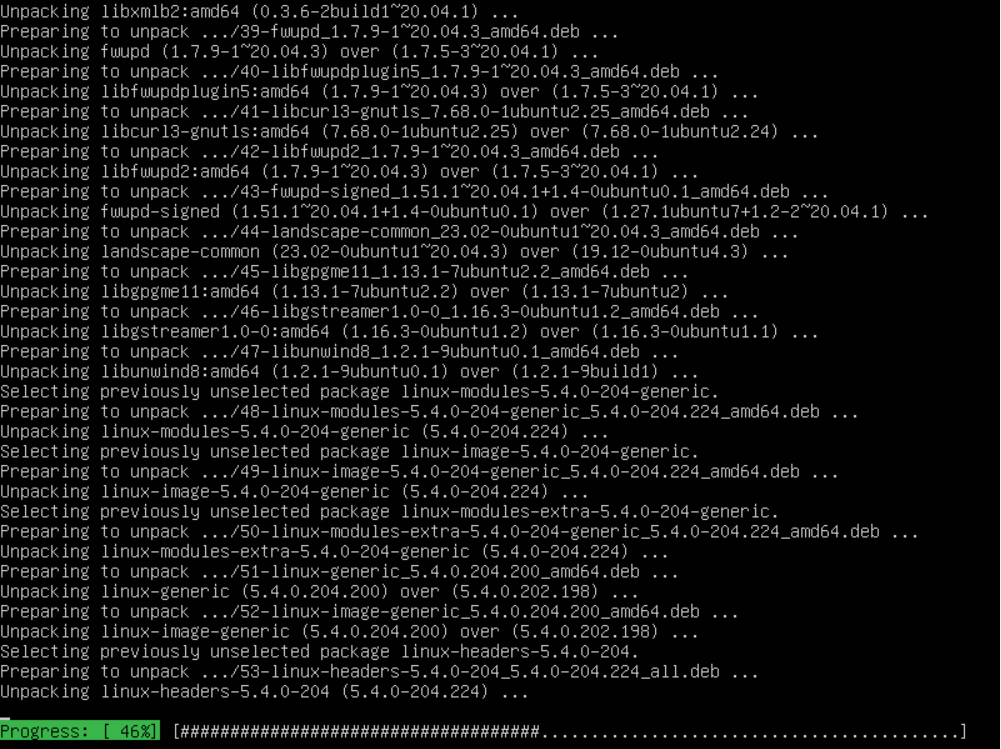 Unpacking libxmlb2:amd64 (0.3.6-2build1~20.04.1) ...
Preparing to unpack .../39-fwupd_1.7.9-1~20.04.3_amd64.deb ...
Unpacking fwupd (1.7.9-1~20.04.3) over (1.7.5-3~20.04.1) ...
Preparing to unpack .../40-libfwupdplugin5_1.7.9-1~20.04.3_amd64.deb ...
Unpacking libfwupdplugin5:amd64 (1.7.9-1~20.04.3) over (1.7.5-3~20.04.1) ...
Preparing to unpack .../41-libcurl3-gnutls_7.68.0-1ubuntu2.25_amd64.deb ...
Unpacking libcurl3-gnutls:amd64 (7.68.0-1ubuntu2.25) over (7.68.0-1ubuntu2.24) ...
Preparing to unpack .../42-libfwupd2_1.7.9-1~20.04.3_amd64.deb ...
Unpacking libfwupd2:amd64 (1.7.9-1~20.04.3) over (1.7.5-3~20.04.1) ...
Preparing to unpack .../43-fwupd-signed_1.51.1~20.04.1+1.4-0ubuntu0.1_amd64.deb ...
Unpacking fwupd-signed (1.51.1~20.04.1+1.4-0ubuntu0.1) over (1.27.1ubuntu7+1.2-2~20.04.1) ...
Preparing to unpack .../44-landscape-common_23.02-0ubuntu1~20.04.3_amd64.deb ...
Unpacking landscape-common (23.02-0ubuntu1~20.04.3) over (19.12-0ubuntu4.3) ...
Preparing to unpack .../45-libgpgme11_1.13.1-7ubuntu2.2_amd64.deb ...
Unpacking libgpgme11:amd64 (1.13.1-7ubuntu2.2) over (1.13.1-7ubuntu2) ...
Preparing to unpack .../46-libgstreamer1.0-0_1.16.3-0ubuntu1.2_amd64.deb ...
Unpacking libgstreamer1.0-0:amd64 (1.16.3-0ubuntu1.2) over (1.16.3-0ubuntu1.1) ...
Preparing to unpack .../47-libunwind8_1.2.1-9ubuntu0.1_amd64.deb ...
Unpacking libunwind8:amd64 (1.2.1-9ubuntu0.1) over (1.2.1-9build1) ...
Selecting previously unselected package linux-modules-5.4.0-204-generic.
Preparing to unpack .../48-linux-modules-5.4.0-204-generic_5.4.0-204.224_amd64.deb ...
Unpacking linux-modules-5.4.0-204-generic (5.4.0-204.224) ...
Selecting previously unselected package linux-image-5.4.0-204-generic.
Preparing to unpack .../49-linux-image-5.4.0-204-generic_5.4.0-204.224_amd64.deb ...
Unpacking linux-image-5.4.0-204-generic (5.4.0-204.224) ...
Selecting previously unselected package linux-modules-extra-5.4.0-204-generic.
Preparing to unpack .../50-linux-modules-extra-5.4.0-204-generic_5.4.0-204.224_amd64.deb ...
Unpacking linux-modules-extra-5.4.0-204-generic (5.4.0-204.224) ...
Preparing to unpack .../51-linux-generic_5.4.0.204.200_amd64.deb ...
Unpacking linux-generic (5.4.0.204.200) over (5.4.0.202.198) ...
Preparing to unpack .../52-linux-image-generic_5.4.0.204.200_amd64.deb ...
Unpacking linux-image-generic (5.4.0.204.200) over (5.4.0.202.198) ...
Selecting previously unselected package linux-headers-5.4.0-204.
Preparing to unpack .../53-linux-headers-5.4.0-204_5.4.0-204.224_all.deb ...
Unpacking linux-headers-5.4.0-204 (5.4.0-204.224) ...
Progress: [ 46%] [####################################..........................................]